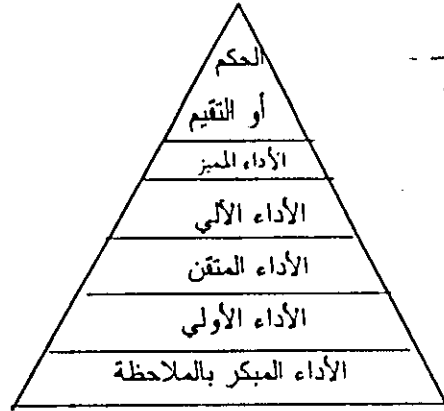 الحكم
أو التقيم
الأداء المميز
الأداء الألي
الأداء المتقن
الأداء الأولي
الأداء المبكر بالملاحظة